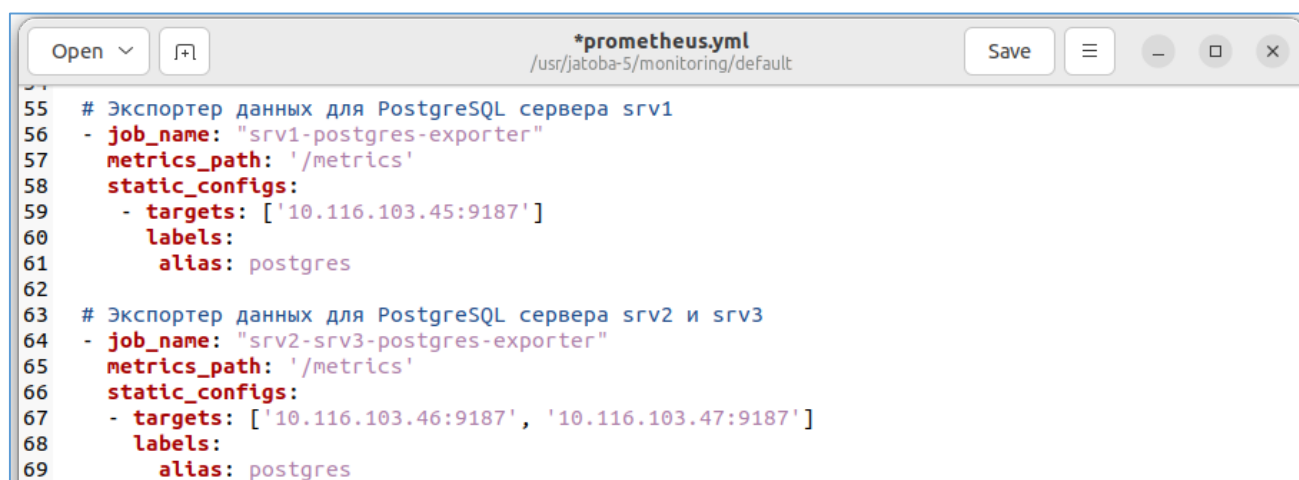 Open
*prometheus.yml
/usr/jatoba-5/monitoring/default
Save
55 # Экспортер данных для PostgreSQL сервера srv1
56 - job_name: "srv1-postgres-exporter"
57 metrics_path: '/metrics'
58 static_configs:
59 - targets: ['10.116.103.45:9187']
60 labels:
61 alias: postgres
62
63 # Экспортер данных для PostgreSQL сервера srv2 и srv3
64 - job_name: "srv2-srv3-postgres-exporter"
65 metrics_path: '/metrics'
66 static_configs:
67 - targets: ['10.116.103.46:9187', '10.116.103.47:9187']
68 labels:
69 alias: postgres